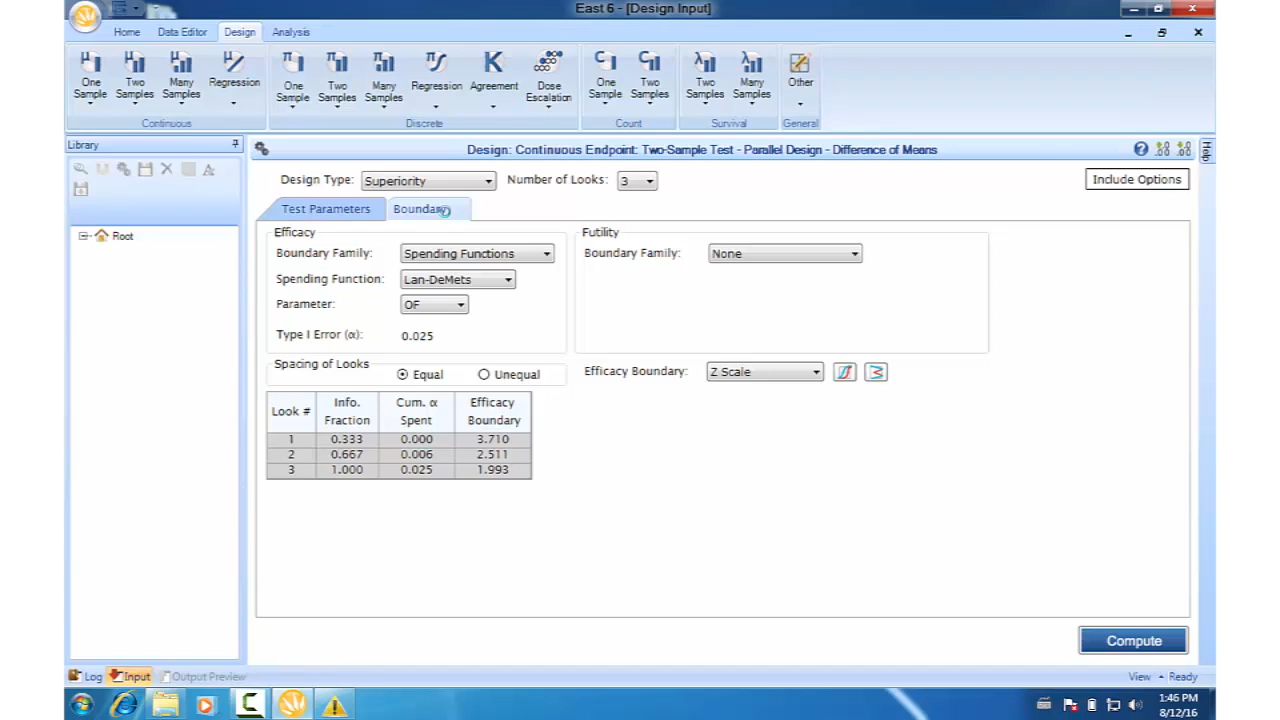 East 6 - [Design Input]
Home Data Editor Design Analysis
One Sample
Two Samples
Many Samples
Regression
One Sample
Two Samples
Many Samples
Regression
Agreement
Dose Escalation
One Sample
Two Samples
Two Samples
Many Samples
Other
Continuous Discrete Count Survival General
Library
Design: Continuous Endpoint: Two-Sample Test - Parallel Design - Difference of Means
Help
Design Type: Superiority Number of Looks: 3 Include Options
Test Parameters Boundary
Root
Efficacy Futility
Boundary Family: Spending Functions Boundary Family: None
Spending Function: Lan-DeMets
Parameter: OF
Type I Error (α): 0.025
Spacing of Looks
Equal Unequal Efficacy Boundary: Z Scale
Look # Info. Fraction Cum. α Spent Efficacy Boundary
1 0.333 0.000 3.710
2 0.667 0.006 2.511
3 1.000 0.025 1.993
Compute
Log Input Output Preview View Ready
1:46 PM
8/12/16